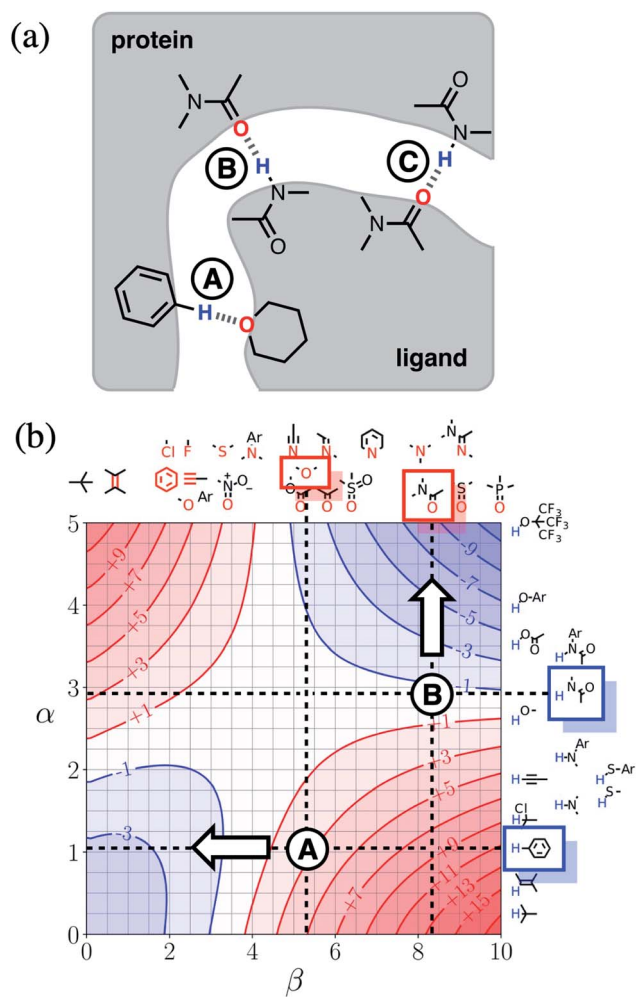 (a)
protein
O
N
N
H
O
B
H
C
N
O
O
N
A
H
O
ligand
(b)
Ar
Cl F S N N N N N N N
O
Ar
O
N
O
O
O
O
O
S
O
O
N
O
S
O
P
O
5
4
3
2
1
0
α
0 2 4 6 8 10
β
+9
+7
+5
+3
+1
-9
-7
-5
-3
-1
B
+1
+3
+5
+7
+9
+11
+13
+15
-1
-3
A
CF3
H O CF3
CF3
H O-Ar
H O O
Ar
H N O
H N O
H O
Ar
H N
H
H S-Ar
H S
H N
Cl
H
H
H
H